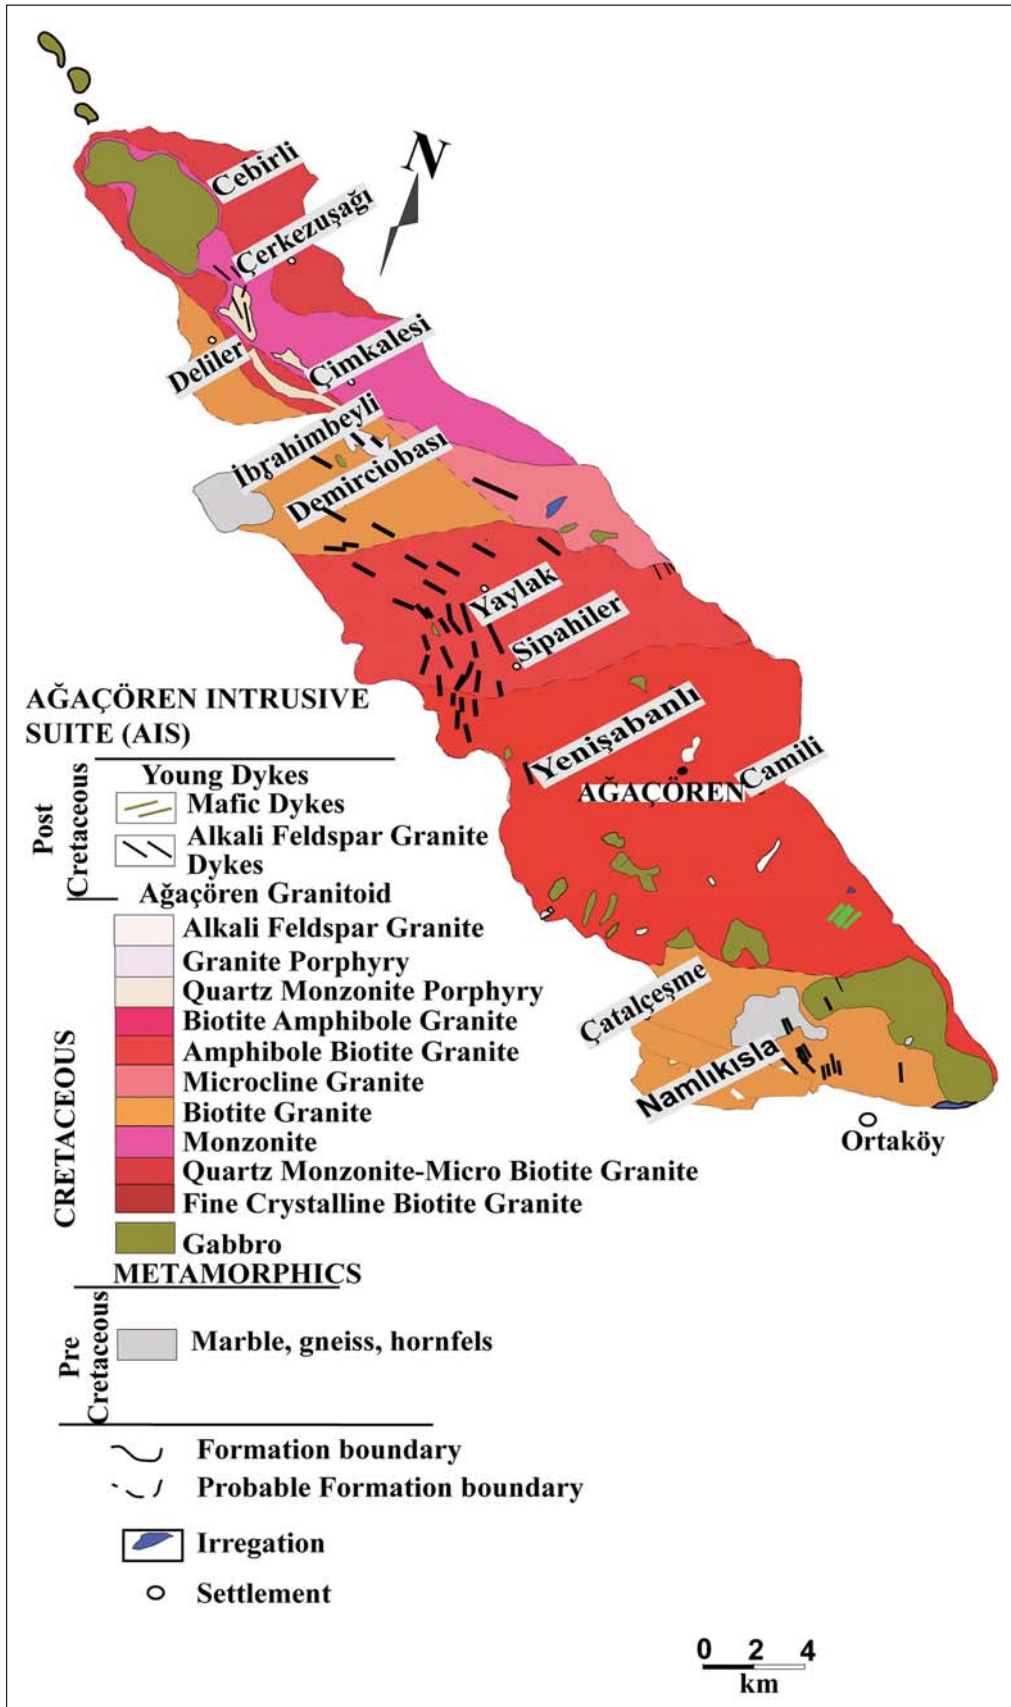 N
Cebirli
Çerkezuşağı
Deliler
Çimkalesi
İbrahimbeyli
Demirciobası
Yaylak
Sipahiler
Yenişabanlı
Camili
AĞAÇÖREN
Çatalçeşme
Namlıkısla
Ortaköy
AĞAÇÖREN INTRUSIVE
SUITE (AIS)
Post
Cretaceous
Young Dykes
Mafic Dykes
Alkali Feldspar Granite
Dykes
Ağaçören Granitoid
CRETACEOUS
Alkali Feldspar Granite
Granite Porphyry
Quartz Monzonite Porphyry
Biotite Amphibole Granite
Amphibole Biotite Granite
Microcline Granite
Biotite Granite
Monzonite
Quartz Monzonite-Micro Biotite Granite
Fine Crystalline Biotite Granite
Gabbro
METAMORPHICS
Pre
Cretaceous
Marble, gneiss, hornfels
Formation boundary
Probable Formation boundary
Irregation
Settlement
0 2 4
km